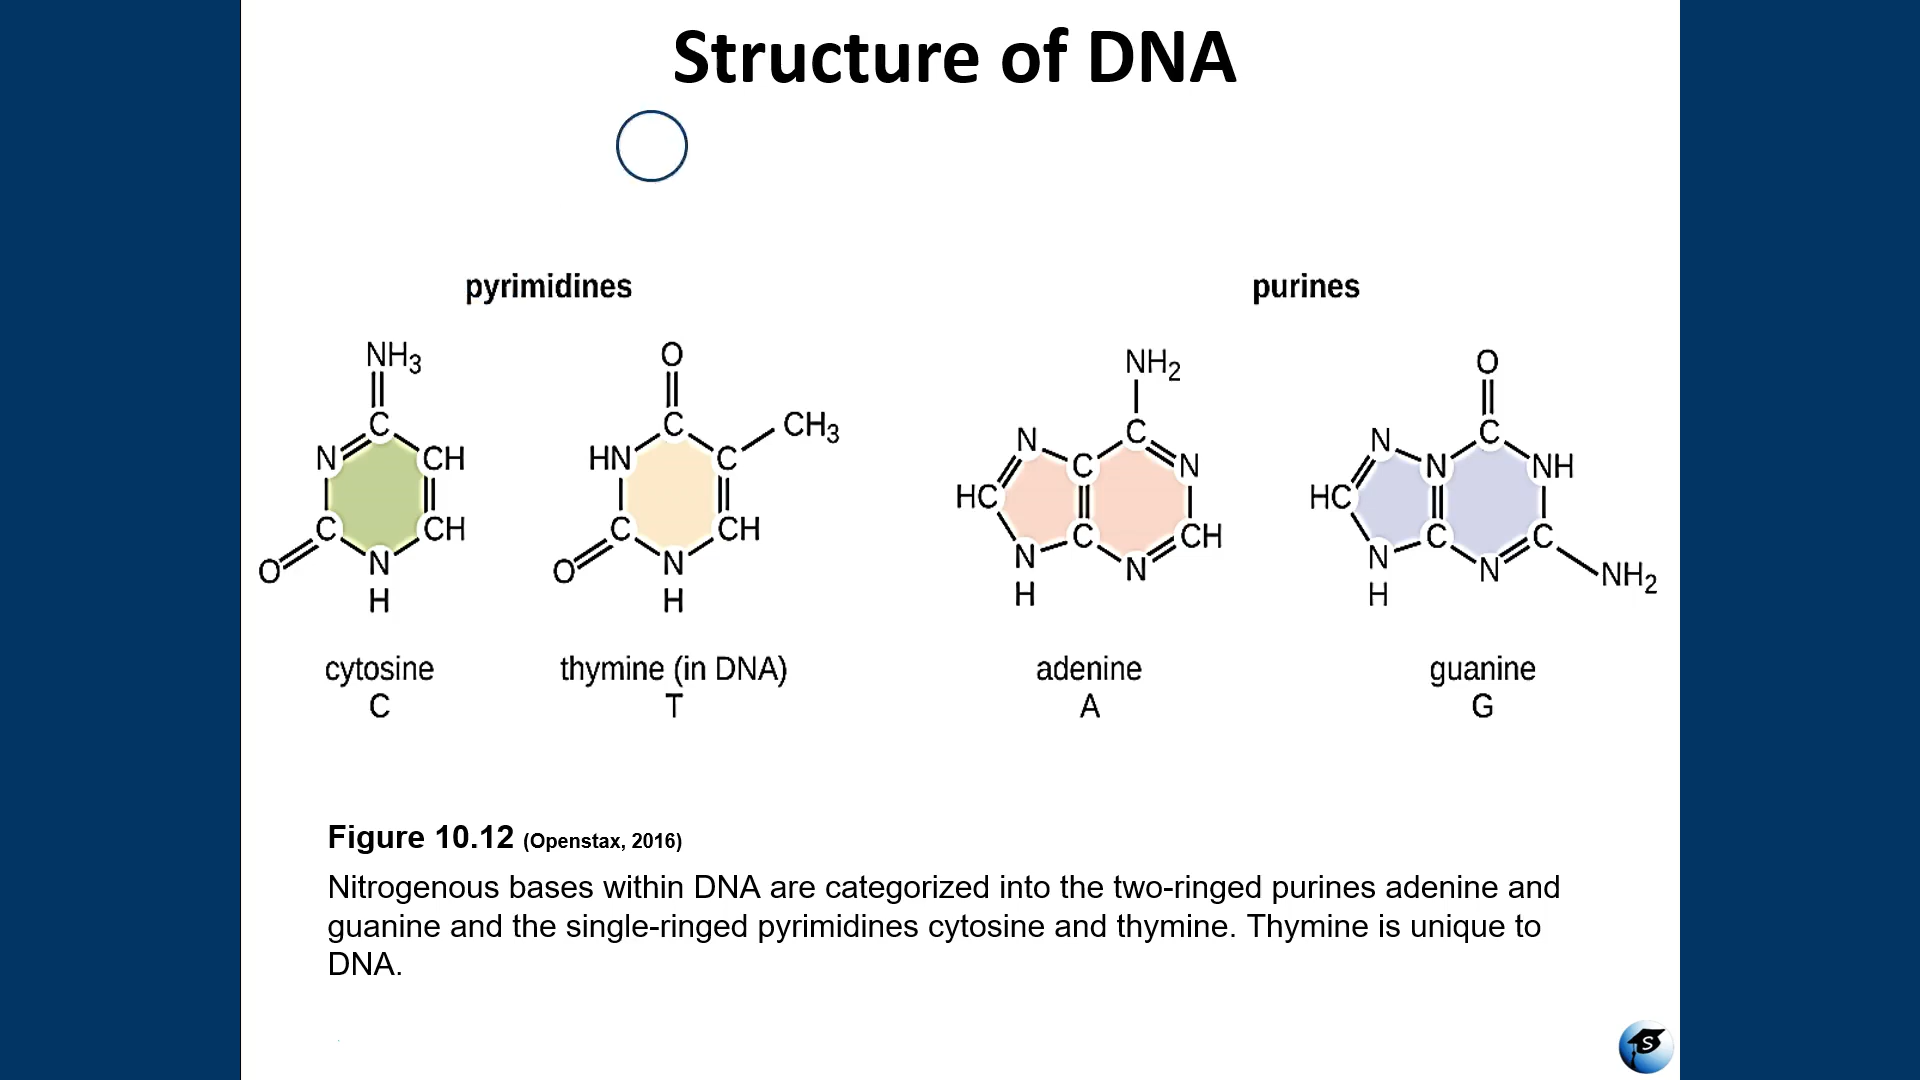 Structure of DNA
pyrimidines
purines
NH3
O
NH2
O
C
C
CH3
C
C
N
CH
HN
C
N
C
N
N
N
NH
HC
HC
C
CH
C
CH
C
CH
C
C
O
N
O
N
N
N
N
N
NH2
H
H
H
H
cytosine
thymine (in DNA)
adenine
guanine
C
T
A
G
Figure 10.12 (Openstax, 2016)
Nitrogenous bases within DNA are categorized into the two-ringed purines adenine and
guanine and the single-ringed pyrimidines cytosine and thymine. Thymine is unique to
DNA.
S